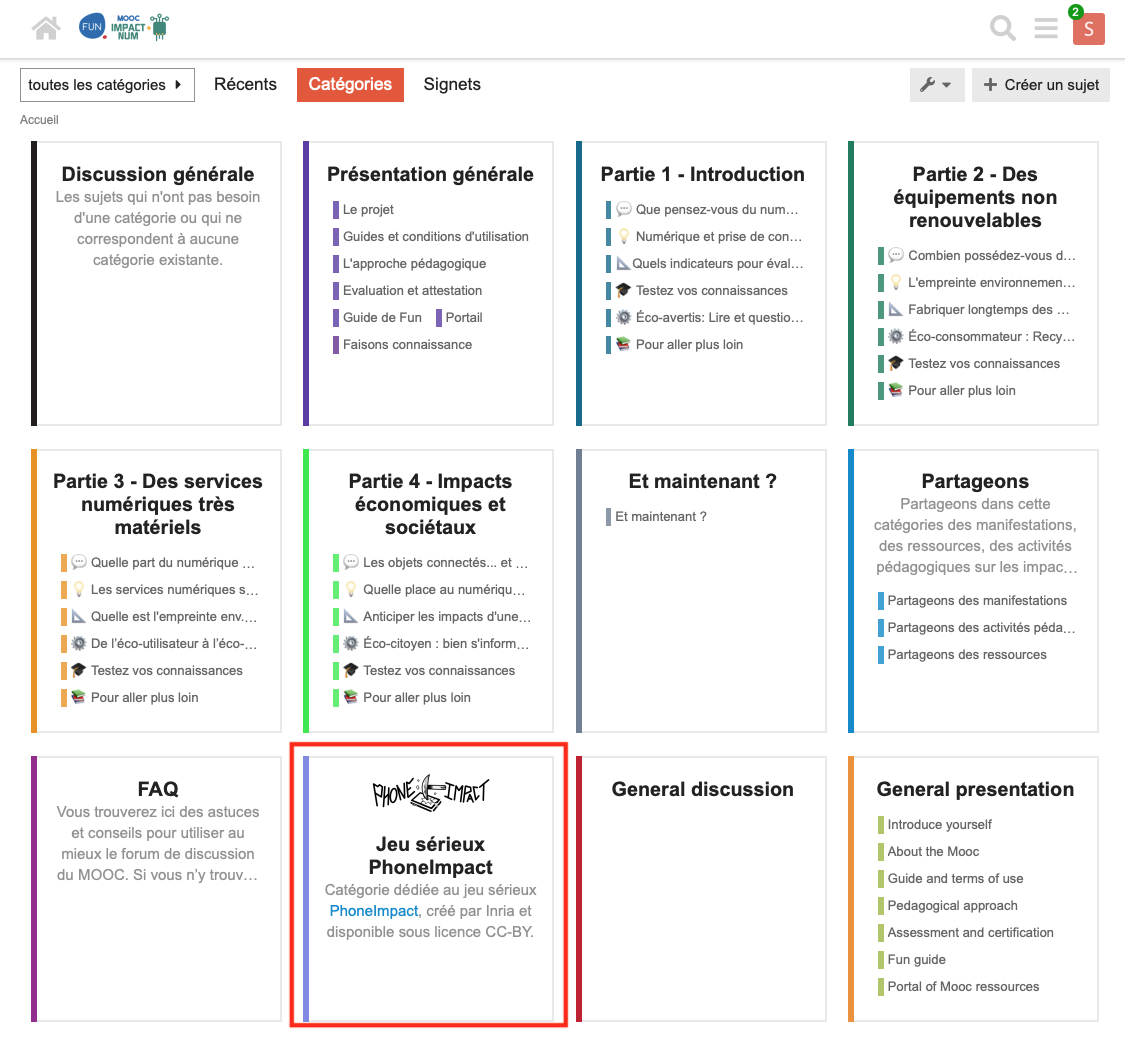 FUN
MOOC
IMPACT
NUM
2
S
toutes les catégories
Récents
Catégories
Signets
Créer un sujet
Accueil
Discussion générale
Les sujets qui n'ont pas besoin
d'une catégorie ou qui ne
correspondent à aucune
catégorie existante.
Présentation générale
Le projet
Guides et conditions d'utilisation
L'approche pédagogique
Evaluation et attestation
Guide de Fun Portail
Faisons connaissance
Partie 1 - Introduction
Que pensez-vous du num…
Numérique et prise de con…
Quels indicateurs pour éval…
Testez vos connaissances
Éco-avertis: Lire et questio…
Pour aller plus loin
Partie 2 - Des
équipements non
renouvelables
Combien possédez-vous d…
L'empreinte environnemen…
Fabriquer longtemps des …
Éco-consommateur : Recy…
Testez vos connaissances
Pour aller plus loin
Partie 3 - Des services
numériques très
matériels
Quelle part du numérique …
Les services numériques s…
Quelle est l'empreinte env.…
De l'éco-utilisateur à l'éco-…
Testez vos connaissances
Pour aller plus loin
Partie 4 - Impacts
économiques et
sociétaux
Les objets connectés... et …
Quelle place au numériqu…
Anticiper les impacts d'une…
Éco-citoyen : bien s'inform…
Testez vos connaissances
Pour aller plus loin
Et maintenant ?
Et maintenant ?
Partageons
Partageons dans cette
catégories des manifestations,
des ressources, des activités
pédagogiques sur les impac…
Partageons des manifestations
Partageons des activités péda…
Partageons des ressources
FAQ
Vous trouverez ici des astuces
et conseils pour utiliser au
mieux le forum de discussion
du MOOC. Si vous n'y trouv…
PHONE IMPACT
Jeu sérieux
PhoneImpact
Catégorie dédiée au jeu sérieux
PhoneImpact, créé par Inria et
disponible sous licence CC-BY.
General discussion
General presentation
Introduce yourself
About the Mooc
Guide and terms of use
Pedagogical approach
Assessment and certification
Fun guide
Portal of Mooc ressources